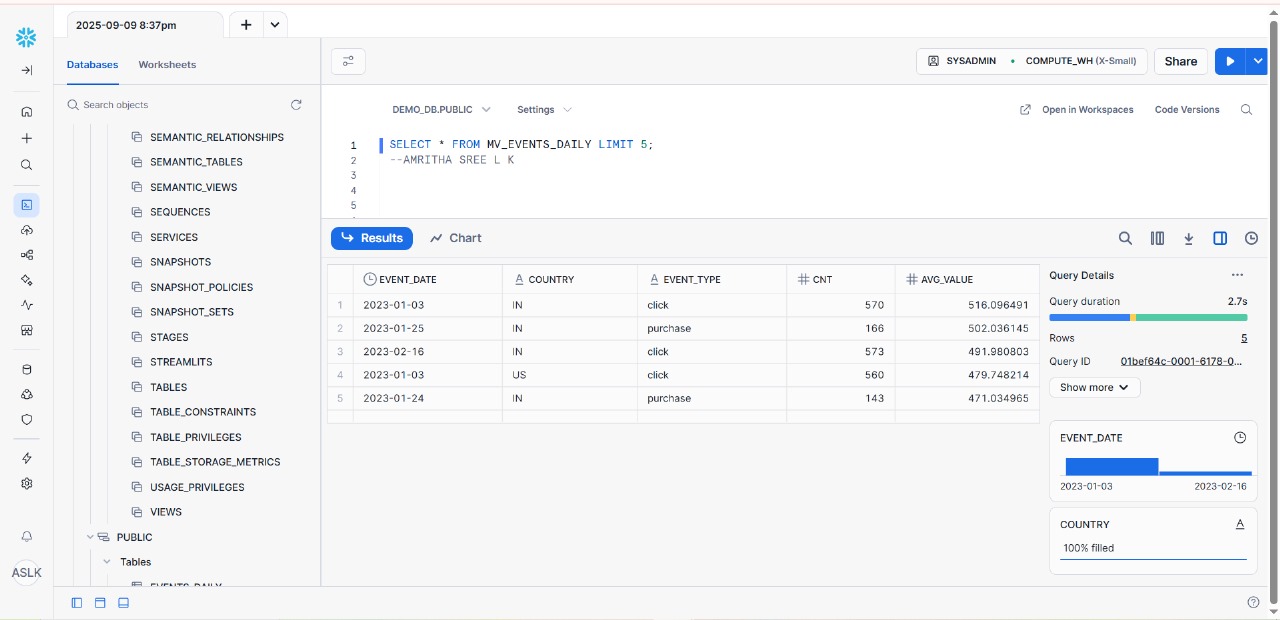 2025-09-09 8:37pm
Databases
Worksheets
SYSADMIN
COMPUTE_WH (X-Small)
Share
Search objects
DEMO_DB.PUBLIC
Settings
Open in Workspaces
Code Versions
SEMANTIC_RELATIONSHIPS
SEMANTIC_TABLES
SEMANTIC_VIEWS
SEQUENCES
SERVICES
SNAPSHOTS
SNAPSHOT_POLICIES
SNAPSHOT_SETS
STAGES
STREAMLITS
TABLES
TABLE_CONSTRAINTS
TABLE_PRIVILEGES
TABLE_STORAGE_METRICS
USAGE_PRIVILEGES
VIEWS
PUBLIC
Tables
EVENTS_DAILY
ASLK
1 SELECT * FROM MV_EVENTS_DAILY LIMIT 5;
2 --AMRITHA SREE L K
3
4
5
Results
Chart
EVENT_DATE COUNTRY EVENT_TYPE CNT AVG_VALUE
1 2023-01-03 IN click 570 516.096491
2 2023-01-25 IN purchase 166 502.036145
3 2023-02-16 IN click 573 491.980803
4 2023-01-03 US click 560 479.748214
5 2023-01-24 IN purchase 143 471.034965
Query Details
Query duration 2.7s
Rows 5
Query ID 01bef64c-0001-6178-0...
Show more
EVENT_DATE
2023-01-03 2023-02-16
COUNTRY
100% filled